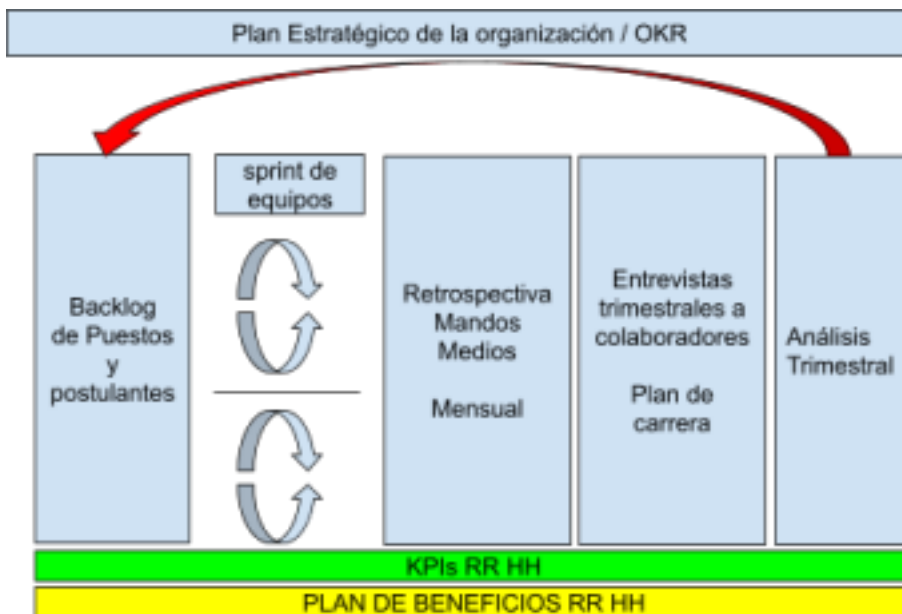 Plan Estratégico de la organización / OKR
Backlog
de Puestos
y
postulantes
sprint de
equipos
Retrospectiva
Mandos
Medios
Mensual
Entrevistas
trimestrales a
colaboradores
Plan de
carrera
Análisis
Trimestral
KPIs RR HH
PLAN DE BENEFICIOS RR HH